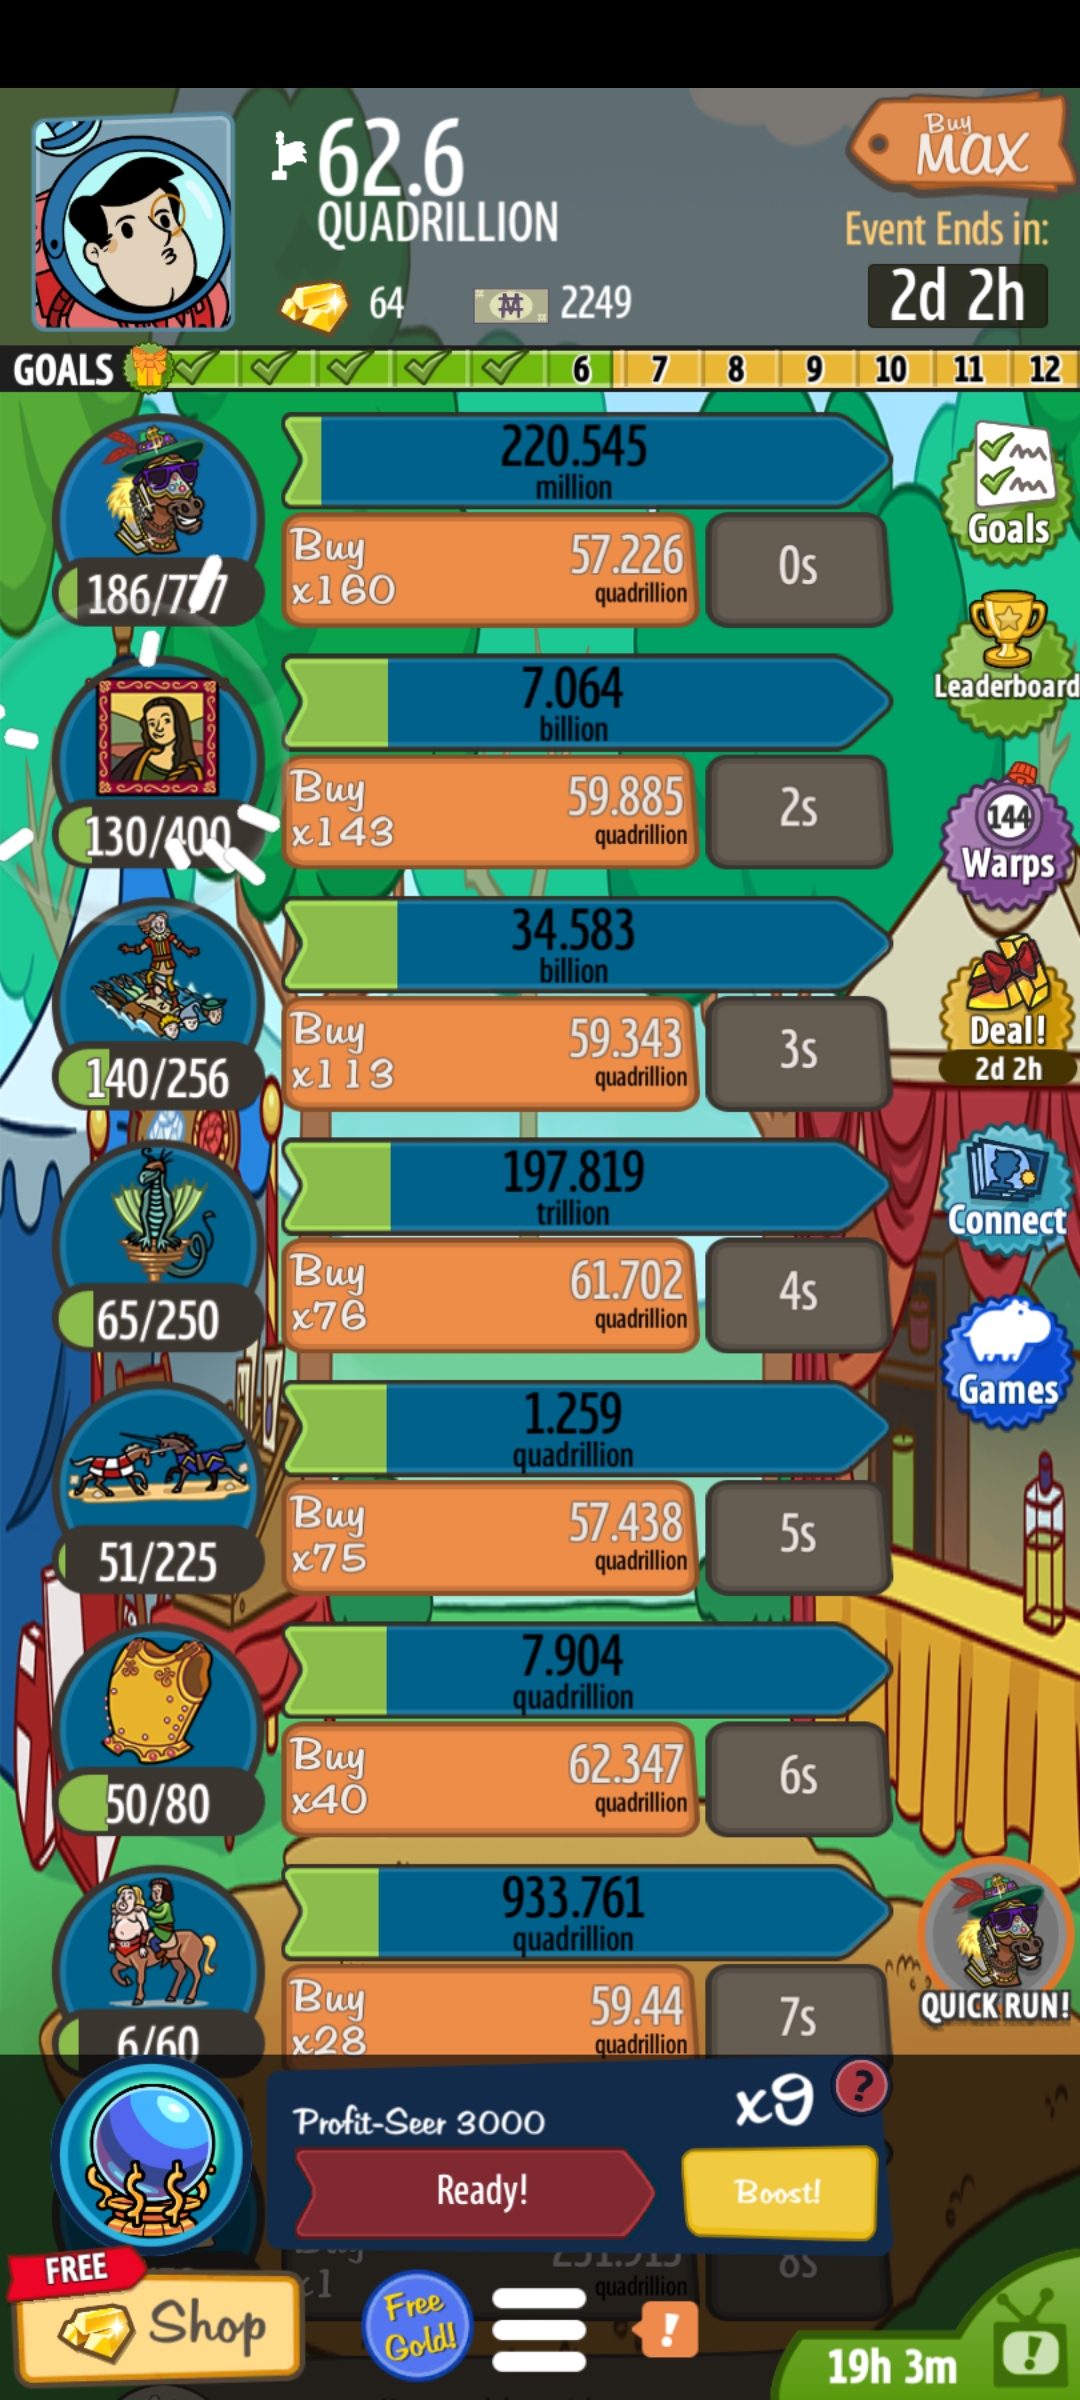 62.6
QUADRILLION
Buy
MAX
Event Ends in:
2d 2h
64
2249
GOALS
6 7 8 9 10 11 12
220.545
million
Buy
x160
57.226
quadrillion
0s
186/777
Goals
Leaderboard
7.064
billion
Buy
x143
59.885
quadrillion
2s
130/400
144
Warps
34.583
billion
Buy
x113
59.343
quadrillion
3s
140/256
Deal!
2d 2h
197.819
trillion
Buy
x76
61.702
quadrillion
4s
65/250
Connect
Games
1.259
quadrillion
Buy
x75
57.438
quadrillion
5s
51/225
7.904
quadrillion
Buy
x40
62.347
quadrillion
6s
50/80
933.761
quadrillion
Buy
x28
59.44
quadrillion
7s
6/60
QUICK RUN!
Profit-Seer 3000
x9
?
Ready!
Boost!
Buy
x1
quadrillion
8s
FREE
Shop
Free
Gold!
!
19h 3m
!